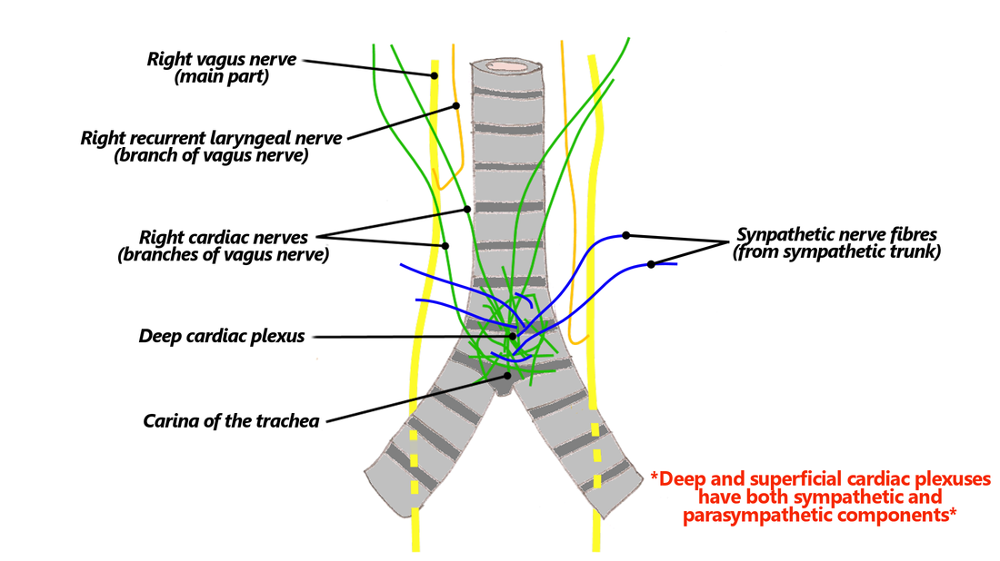 Right vagus nerve
(main part)
Right recurrent laryngeal nerve
(branch of vagus nerve)
Right cardiac nerves
(branches of vagus nerve)
Synpathetic nerve fibres
(from sympathetic trunk)
Deep cardiac plexus
Carina of the trachea
*Deep and superficial cardiac plexuses
have both sympathetic and
parasympathetic components*